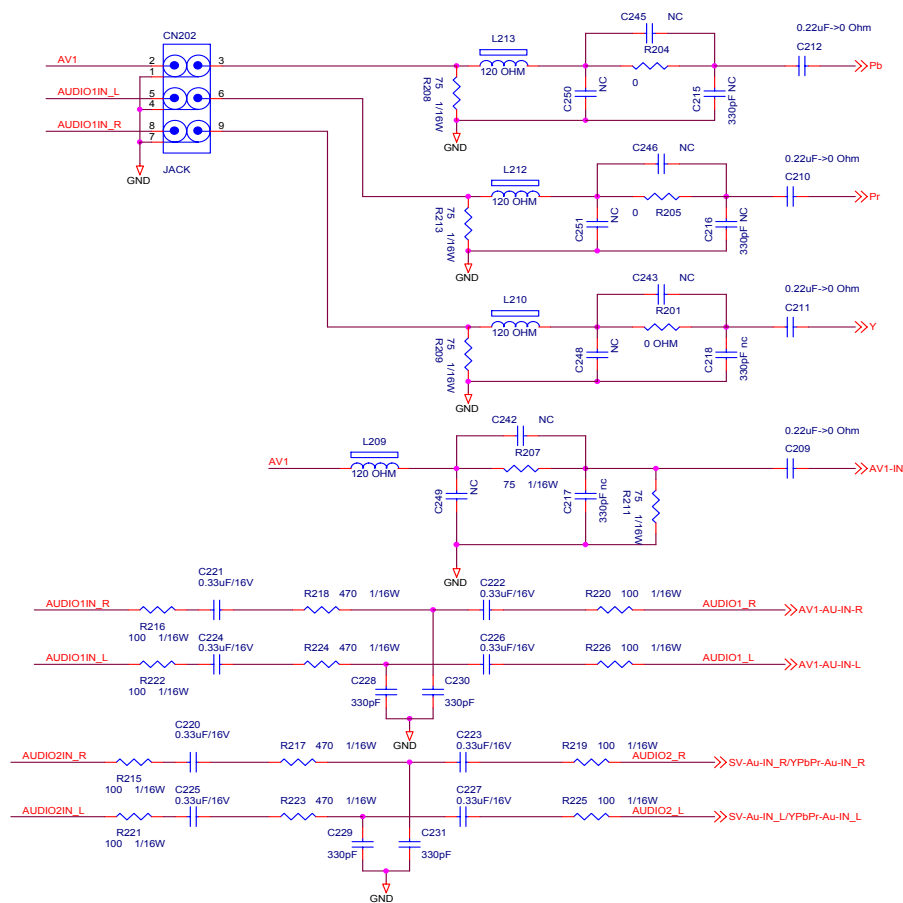 CN202
AV1
2
3
1
AUDIO1IN_L
5
6
4
AUDIO1IN_R
8
9
7
JACK
GND
L213
120 OHM
75 1/16W
R208
GND
C245 NC
R204
0
C250
NC
C215
330pF NC
0.22uF->0 Ohm
C212
Pb
L212
120 OHM
75 1/16W
R213
GND
C246 NC
0 R205
C251
NC
C216
330pF NC
0.22uF->0 Ohm
C210
Pr
L210
120 OHM
75 1/16W
R209
GND
C243 NC
R201
0 OHM
C248
NC
C218
330pF nc
0.22uF->0 Ohm
C211
Y
AV1
L209
120 OHM
C242 NC
R207
75 1/16W
C249
NC
C217
330pF nc
75 1/16W
R211
GND
0.22uF->0 Ohm
C209
AV1-IN
AUDIO1IN_R
R216
100 1/16W
C221
0.33uF/16V
R218 470 1/16W
C222
0.33uF/16V
R220 100 1/16W
AUDIO1_R
AV1-AU-IN-R
AUDIO1IN_L
R222
100 1/16W
C224
0.33uF/16V
R224 470 1/16W
C226
0.33uF/16V
R226 100 1/16W
AUDIO1_L
AV1-AU-IN-L
C228
330pF
C230
330pF
GND
AUDIO2IN_R
R215
100 1/16W
C220
0.33uF/16V
R217 470 1/16W
C223
0.33uF/16V
R219 100 1/16W
AUDIO2_R
SV-Au-IN_R/YPbPr-Au-IN_R
AUDIO2IN_L
R221
100 1/16W
C225
0.33uF/16V
R223 470 1/16W
C227
0.33uF/16V
R225 100 1/16W
AUDIO2_L
SV-Au-IN_L/YPbPr-Au-IN_L
C229
330pF
C231
330pF
GND